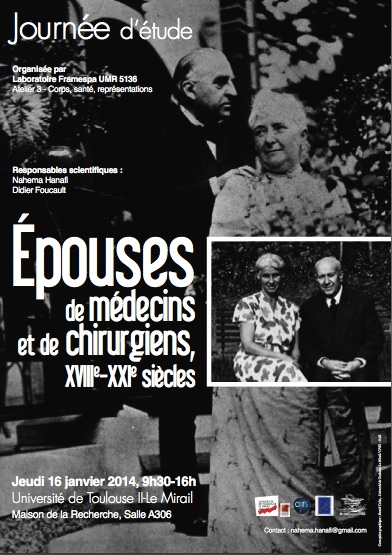 Journée d'étude
Organisée par
Laboratoire Framespa UMR 5136
Atelier 3 - Corps, santé, représentations
Responsables scientifiques :
Nahema Hanafi
Didier Foucault
Épouses
de médecins
et de chirurgiens,
XVIIIe-XXIe siècles
Jeudi 16 janvier 2014, 9h30-16h
Université de Toulouse II-Le Mirail
Maison de la Recherche, Salle A306
cnrs
Contact : nahema.hanafi@gmail.com